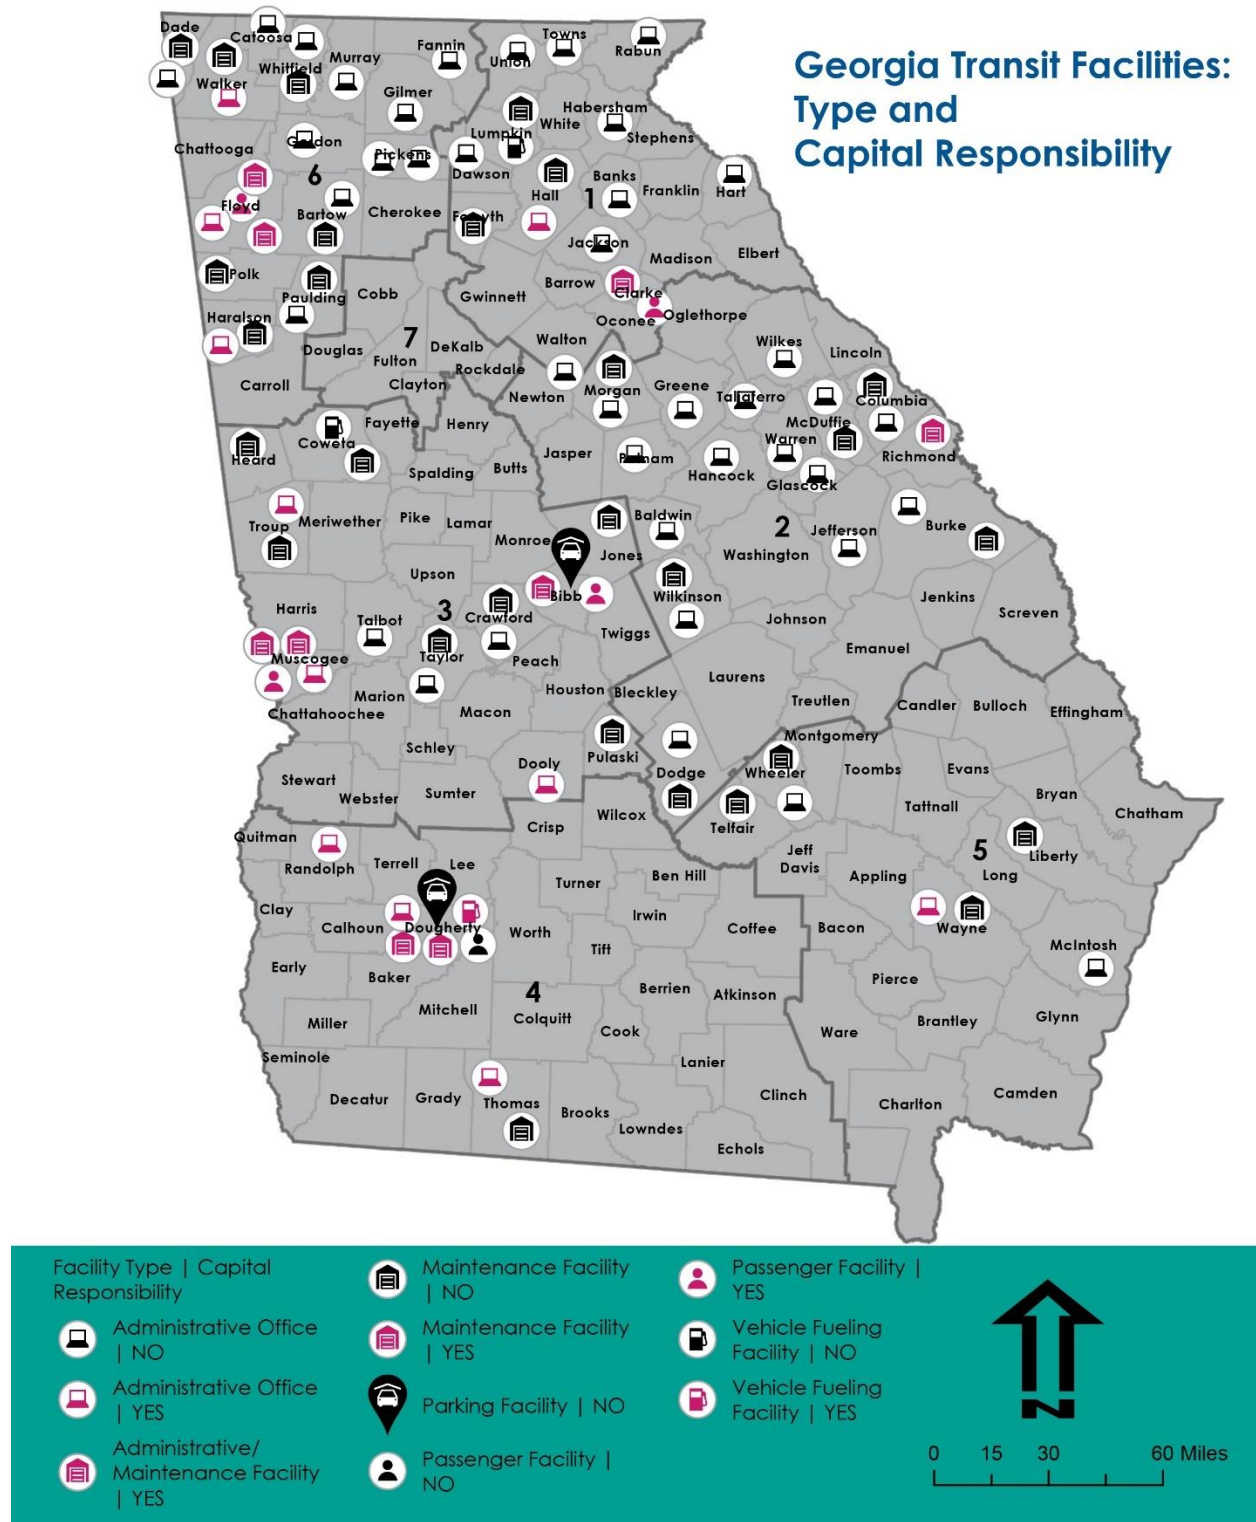 Georgia Transit Facilities:
Type and
Capital Responsibility
Dade
Catoosa
Walker
Whitfield
Murray
Fannin
Gilmer
Union
Towns
Rabun
Habersham
White
Lumpkin
Stephens
Chattooga
Gordon
Pickens
Dawson
6
Banks
Franklin
Hart
Hall
1
Floyd
Bartow
Cherokee
Forsyth
Jackson
Madison
Elbert
Polk
Paulding
Cobb
Gwinnett
Barrow
Clarke
Oconee
Oglethorpe
Haralson
7
Douglas
Fulton
DeKalb
Rockdale
Clayton
Walton
Wilkes
Lincoln
Carroll
Newton
Morgan
Greene
Taliaferro
Columbia
McDuffie
Warren
Richmond
Heard
Coweta
Fayette
Henry
Spalding
Butts
Jasper
Putnam
Hancock
Glascock
Troup
Meriwether
Pike
Lamar
Monroe
Jones
Baldwin
2
Washington
Jefferson
Burke
Upson
Bibb
Wilkinson
Jenkins
Screven
Harris
Talbot
3
Crawford
Twiggs
Johnson
Emanuel
Muscogee
Taylor
Peach
Houston
Bleckley
Laurens
Treutlen
Candler
Bulloch
Effingham
Marion
Chattahoochee
Macon
Schley
Dooly
Pulaski
Dodge
Wheeler
Montgomery
Toombs
Evans
Bryan
Chatham
Stewart
Webster
Sumter
Crisp
Wilcox
Telfair
Tattnall
Quitman
Randolph
Terrell
Lee
Turner
Ben Hill
Jeff
Davis
Appling
5
Long
Liberty
Clay
Calhoun
Dougherty
Worth
Irwin
Tift
Coffee
Bacon
Wayne
McIntosh
Early
Baker
Mitchell
4
Colquitt
Berrien
Atkinson
Pierce
Brantley
Glynn
Miller
Cook
Ware
Seminole
Lanier
Clinch
Decatur
Grady
Thomas
Brooks
Lowndes
Echols
Charlton
Camden
Facility Type | Capital
Responsibility
Administrative Office
| NO
Administrative Office
| YES
Administrative/
Maintenance Facility
| YES
Maintenance Facility
| NO
Maintenance Facility
| YES
Parking Facility | NO
Passenger Facility |
NO
Passenger Facility |
YES
Vehicle Fueling
Facility | NO
Vehicle Fueling
Facility | YES
N
0 15 30 60 Miles